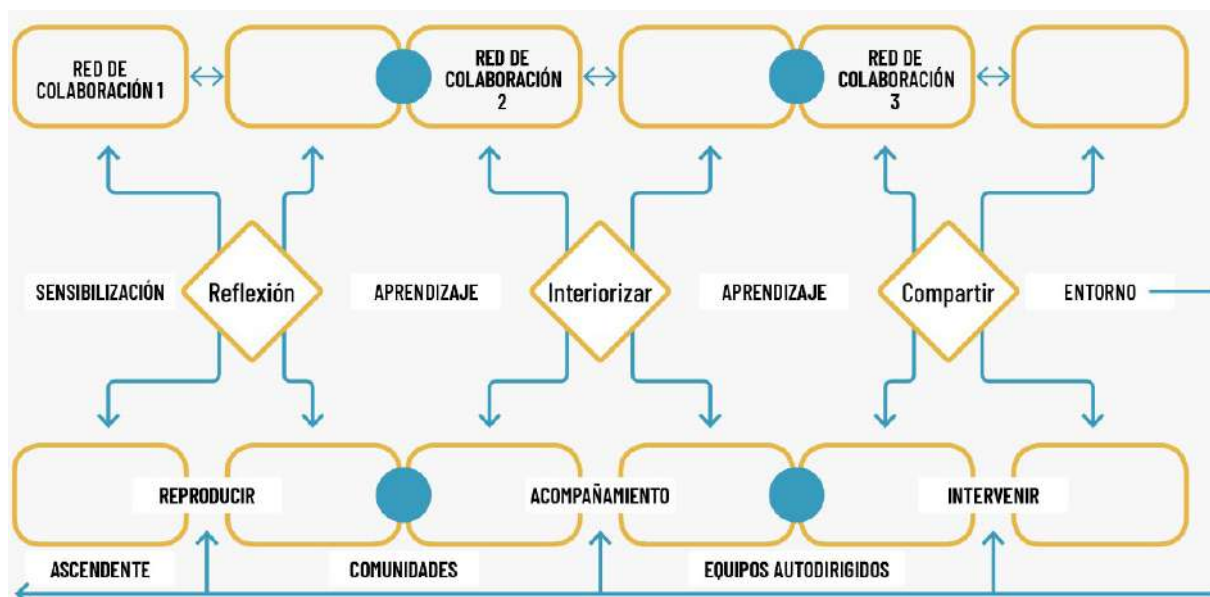 RED DE
COLABORACIÓN 1
RED DE
COLABORACIÓN
2
RED DE
COLABORACIÓN
3
SENSIBILIZACIÓN
Reflexión
APRENDIZAJE
Interiorizar
APRENDIZAJE
Compartir
ENTORNO
REPRODUCIR
ACOMPAÑAMIENTO
INTERVENIR
ASCENDENTE
COMUNIDADES
EQUIPOS AUTODIRIGIDOS